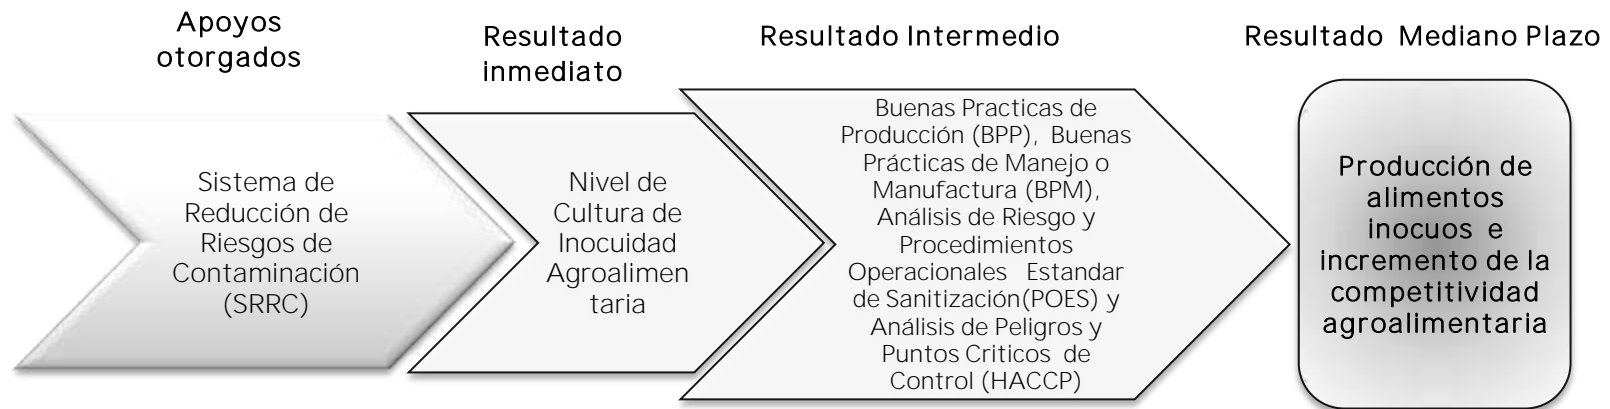 Apoyos
otorgados
Resultado
inmediato
Resultado Intermedio
Resultado Mediano Plazo
Sistema de
Reducción de
Riesgos de
Contaminación
(SRRC)
Nivel de
Cultura de
Inocuidad
Agroalimen
taria
Buenas Practicas de
Producción (BPP), Buenas
Prácticas de Manejo o
Manufactura (BPM),
Análisis de Riesgo y
Procedimientos
Operacionales Estandar
de Sanitización(POES) y
Análisis de Peligros y
Puntos Criticos de
Control (HACCP)
Producción de
alimentos
inocuos e
incremento de la
competitividad
agroalimentaria